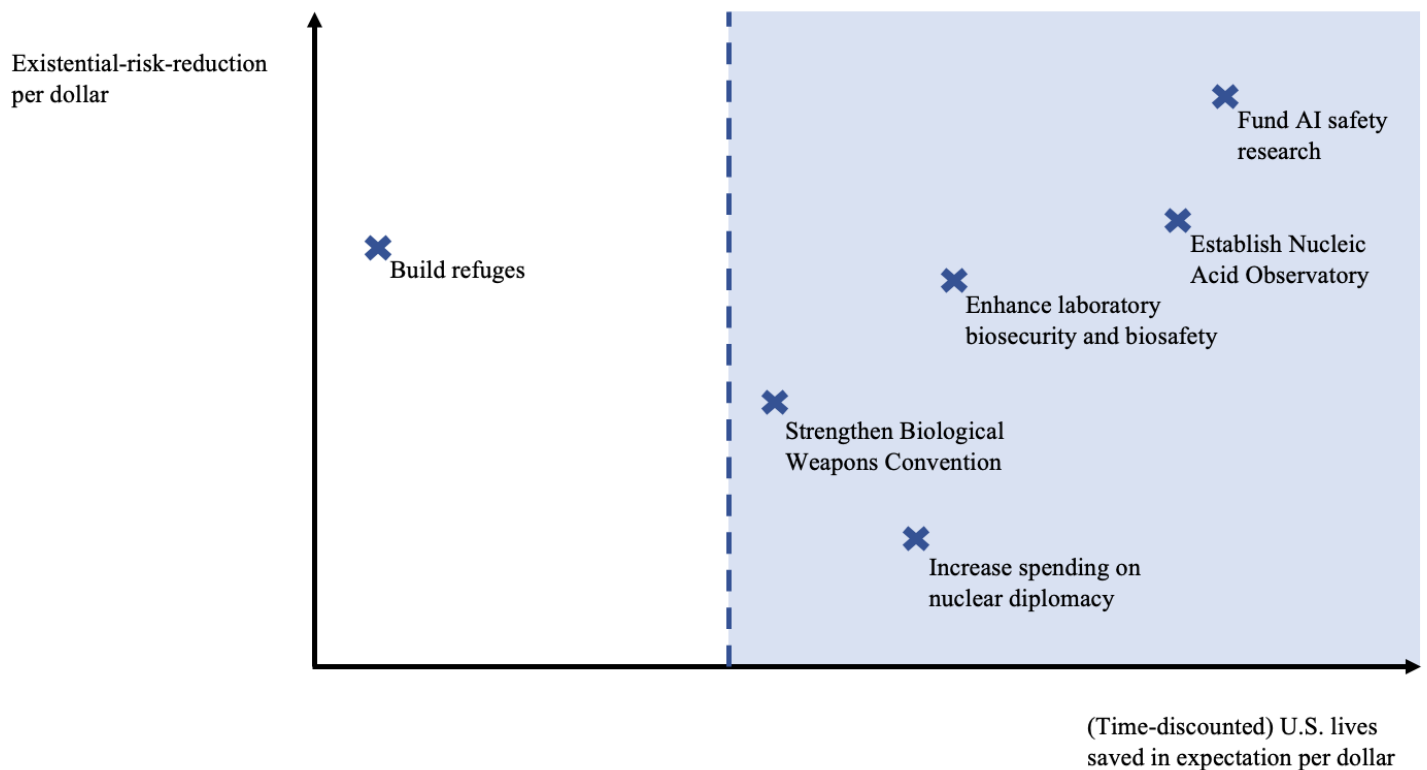 Existential-risk-reduction
per dollar
Fund AI safety
research
Establish Nucleic
Acid Observatory
Build refuges
Enhance laboratory
biosecurity and biosafety
Strengthen Biological
Weapons Convention
Increase spending on
nuclear diplomacy
(Time-discounted) U.S. lives
saved in expectation per dollar